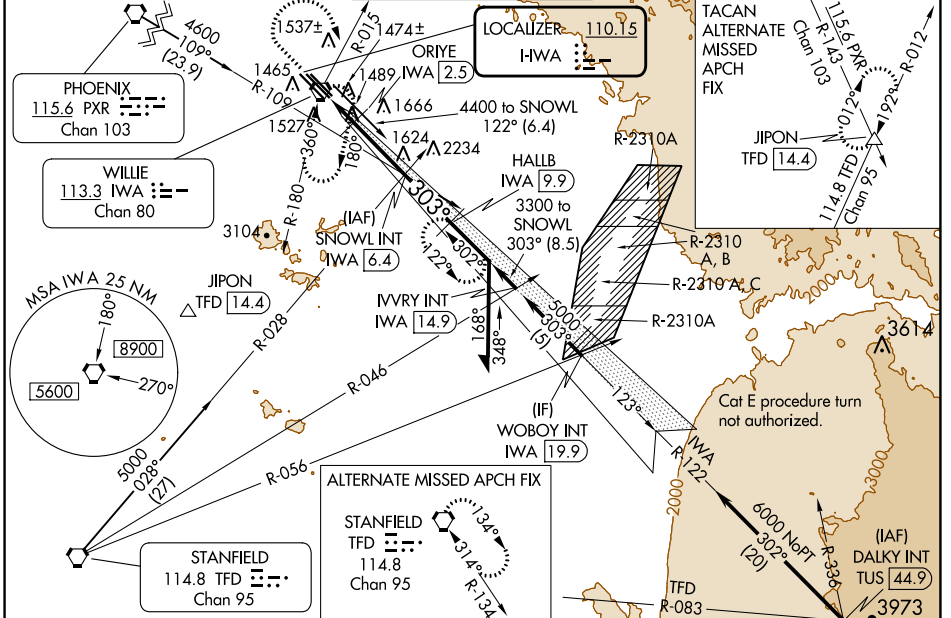 4600
109°
(23.9)
R-109
PHOENIX
115.6 PXR
Chan 103
WILLIE
113.3 IWA
Chan 80
1537±
R-015
1474±
1465
1489
1527
ORIYE
IWA 2.5
1666
1624
2234
LOCALIZER 110.15
I-IWA
4400 to SNOWL
122° (6.4)
HALLB
IWA 9.9
3300 to
SNOWL
303° (8.5)
360°
180°
R-180
303°
(IAF)
SNOWL INT
IWA 6.4
302°
122°
IVVRY INT
IWA 14.9
168°
348°
3104
JIPON
TFD 14.4
MSA IWA 25 NM
180°
8900
270°
5600
R-028
R-046
R-056
5000
028°
(27)
STANFIELD
114.8 TFD
Chan 95
R-2310A
R-2310
A, B
R-2310 A, C
R-2310A
5000
303°
(5)
(IF)
WOBOY INT
IWA 19.9
123°
IWA
R-122
TACAN
ALTERNATE
MISSED
APCH
FIX
115.6 PXR
R-143
Chan 103
R-012
012°
192°
JIPON
TFD 14.4
114.8 TFD
Chan 95
2000
3614
Cat E procedure turn
not authorized.
2000
3000
6000 NoPT
302°
(20)
R-336
(IAF)
DALKY INT
TUS 44.9
3973
TFD
R-083
ALTERNATE MISSED APCH FIX
STANFIELD
TFD
114.8
Chan 95
134°
314°
R-134